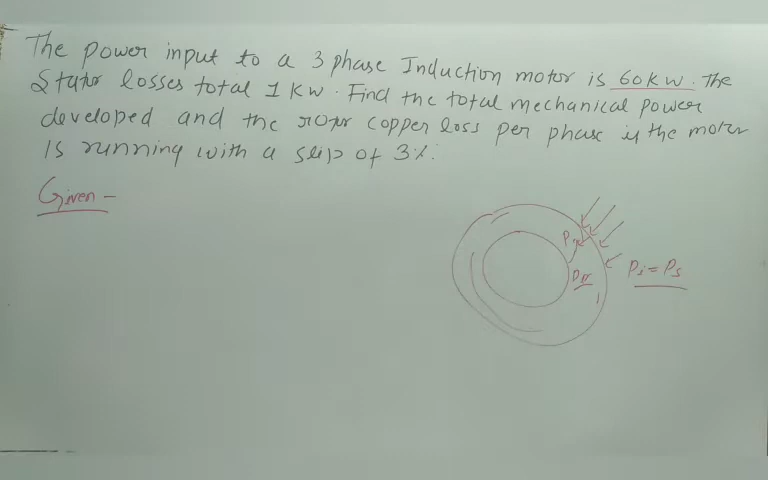 The power input to a 3 phase Induction motor is 60kw. The
Stator losses total 1 kw. Find the total mechanical power
developed and the rotor copper loss per phase if the motor
is running with a slip of 3%.
Given -
Pi = Ps